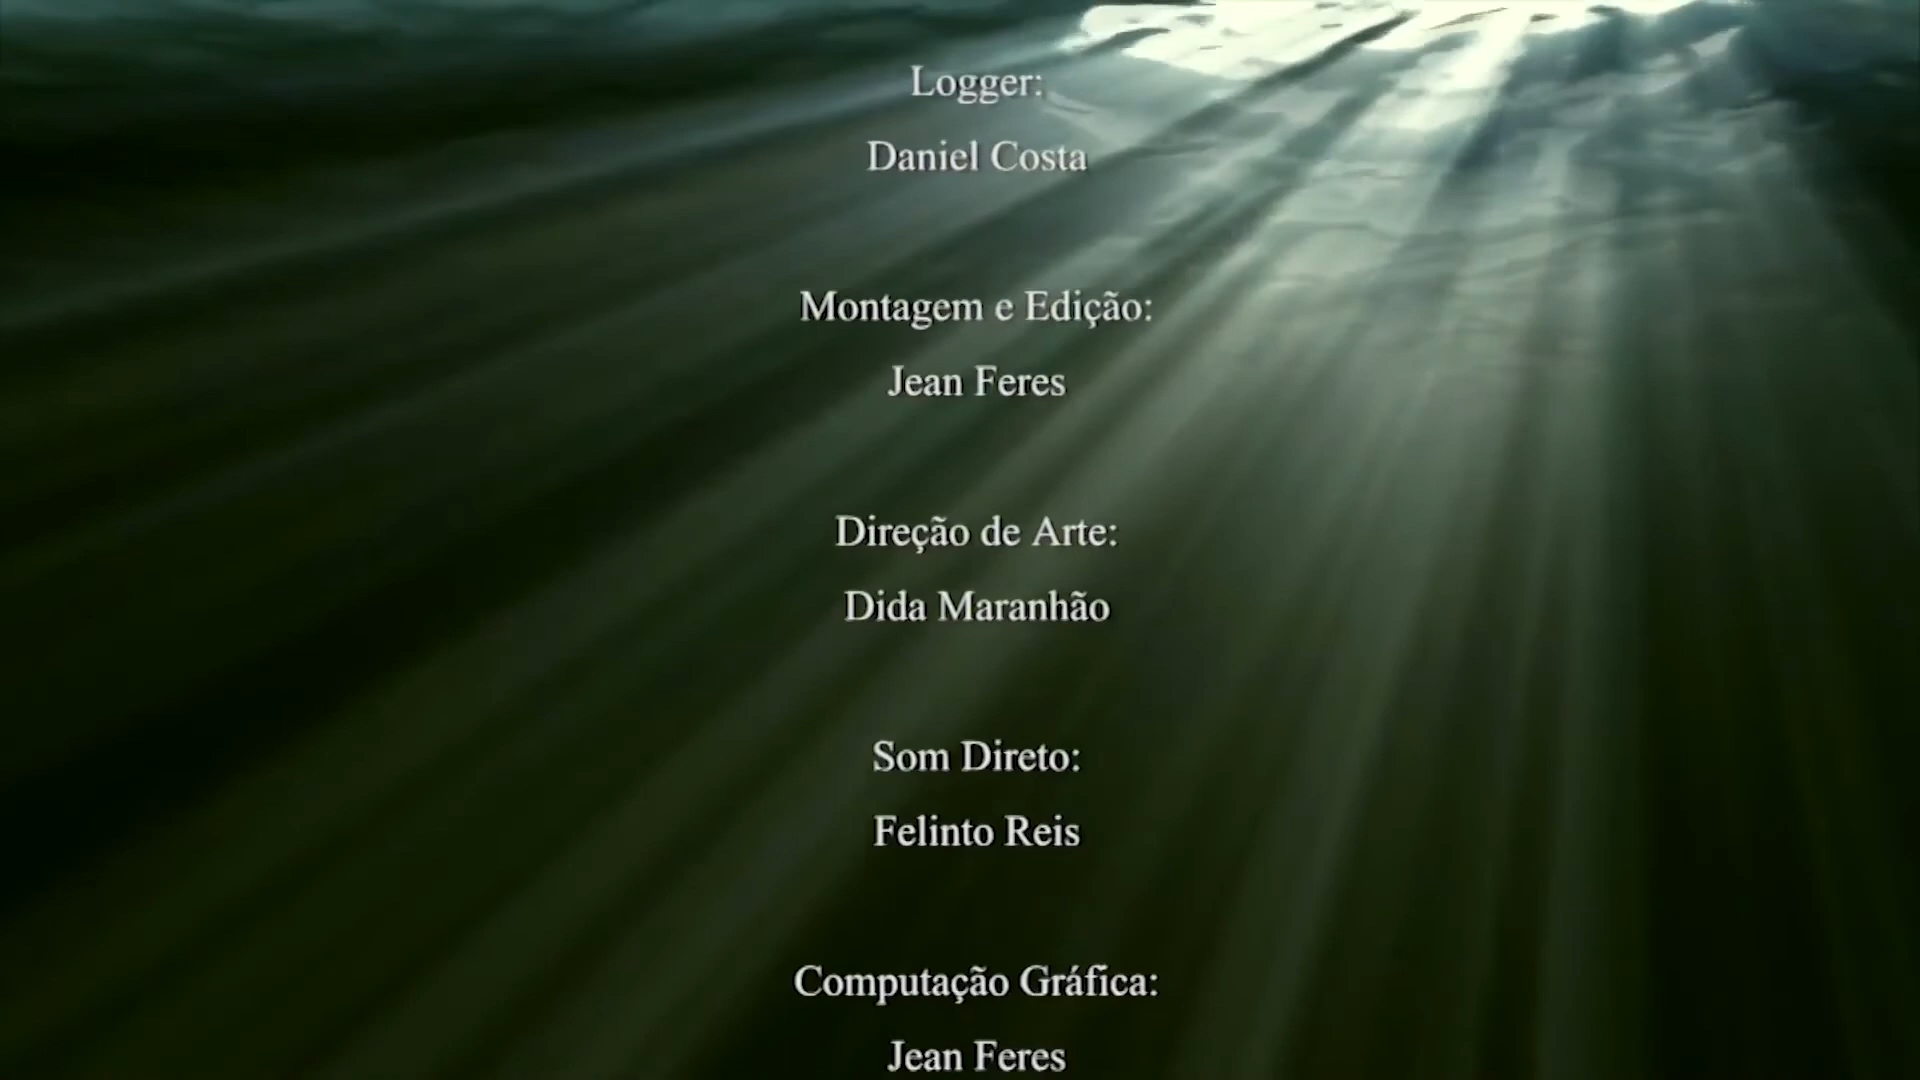 Logger:
Daniel Costa
Montagem e Edição:
Jean Feres
Direção de Arte:
Dida Maranhão
Som Direto:
Felinto Reis
Computação Gráfica:
Jean Feres